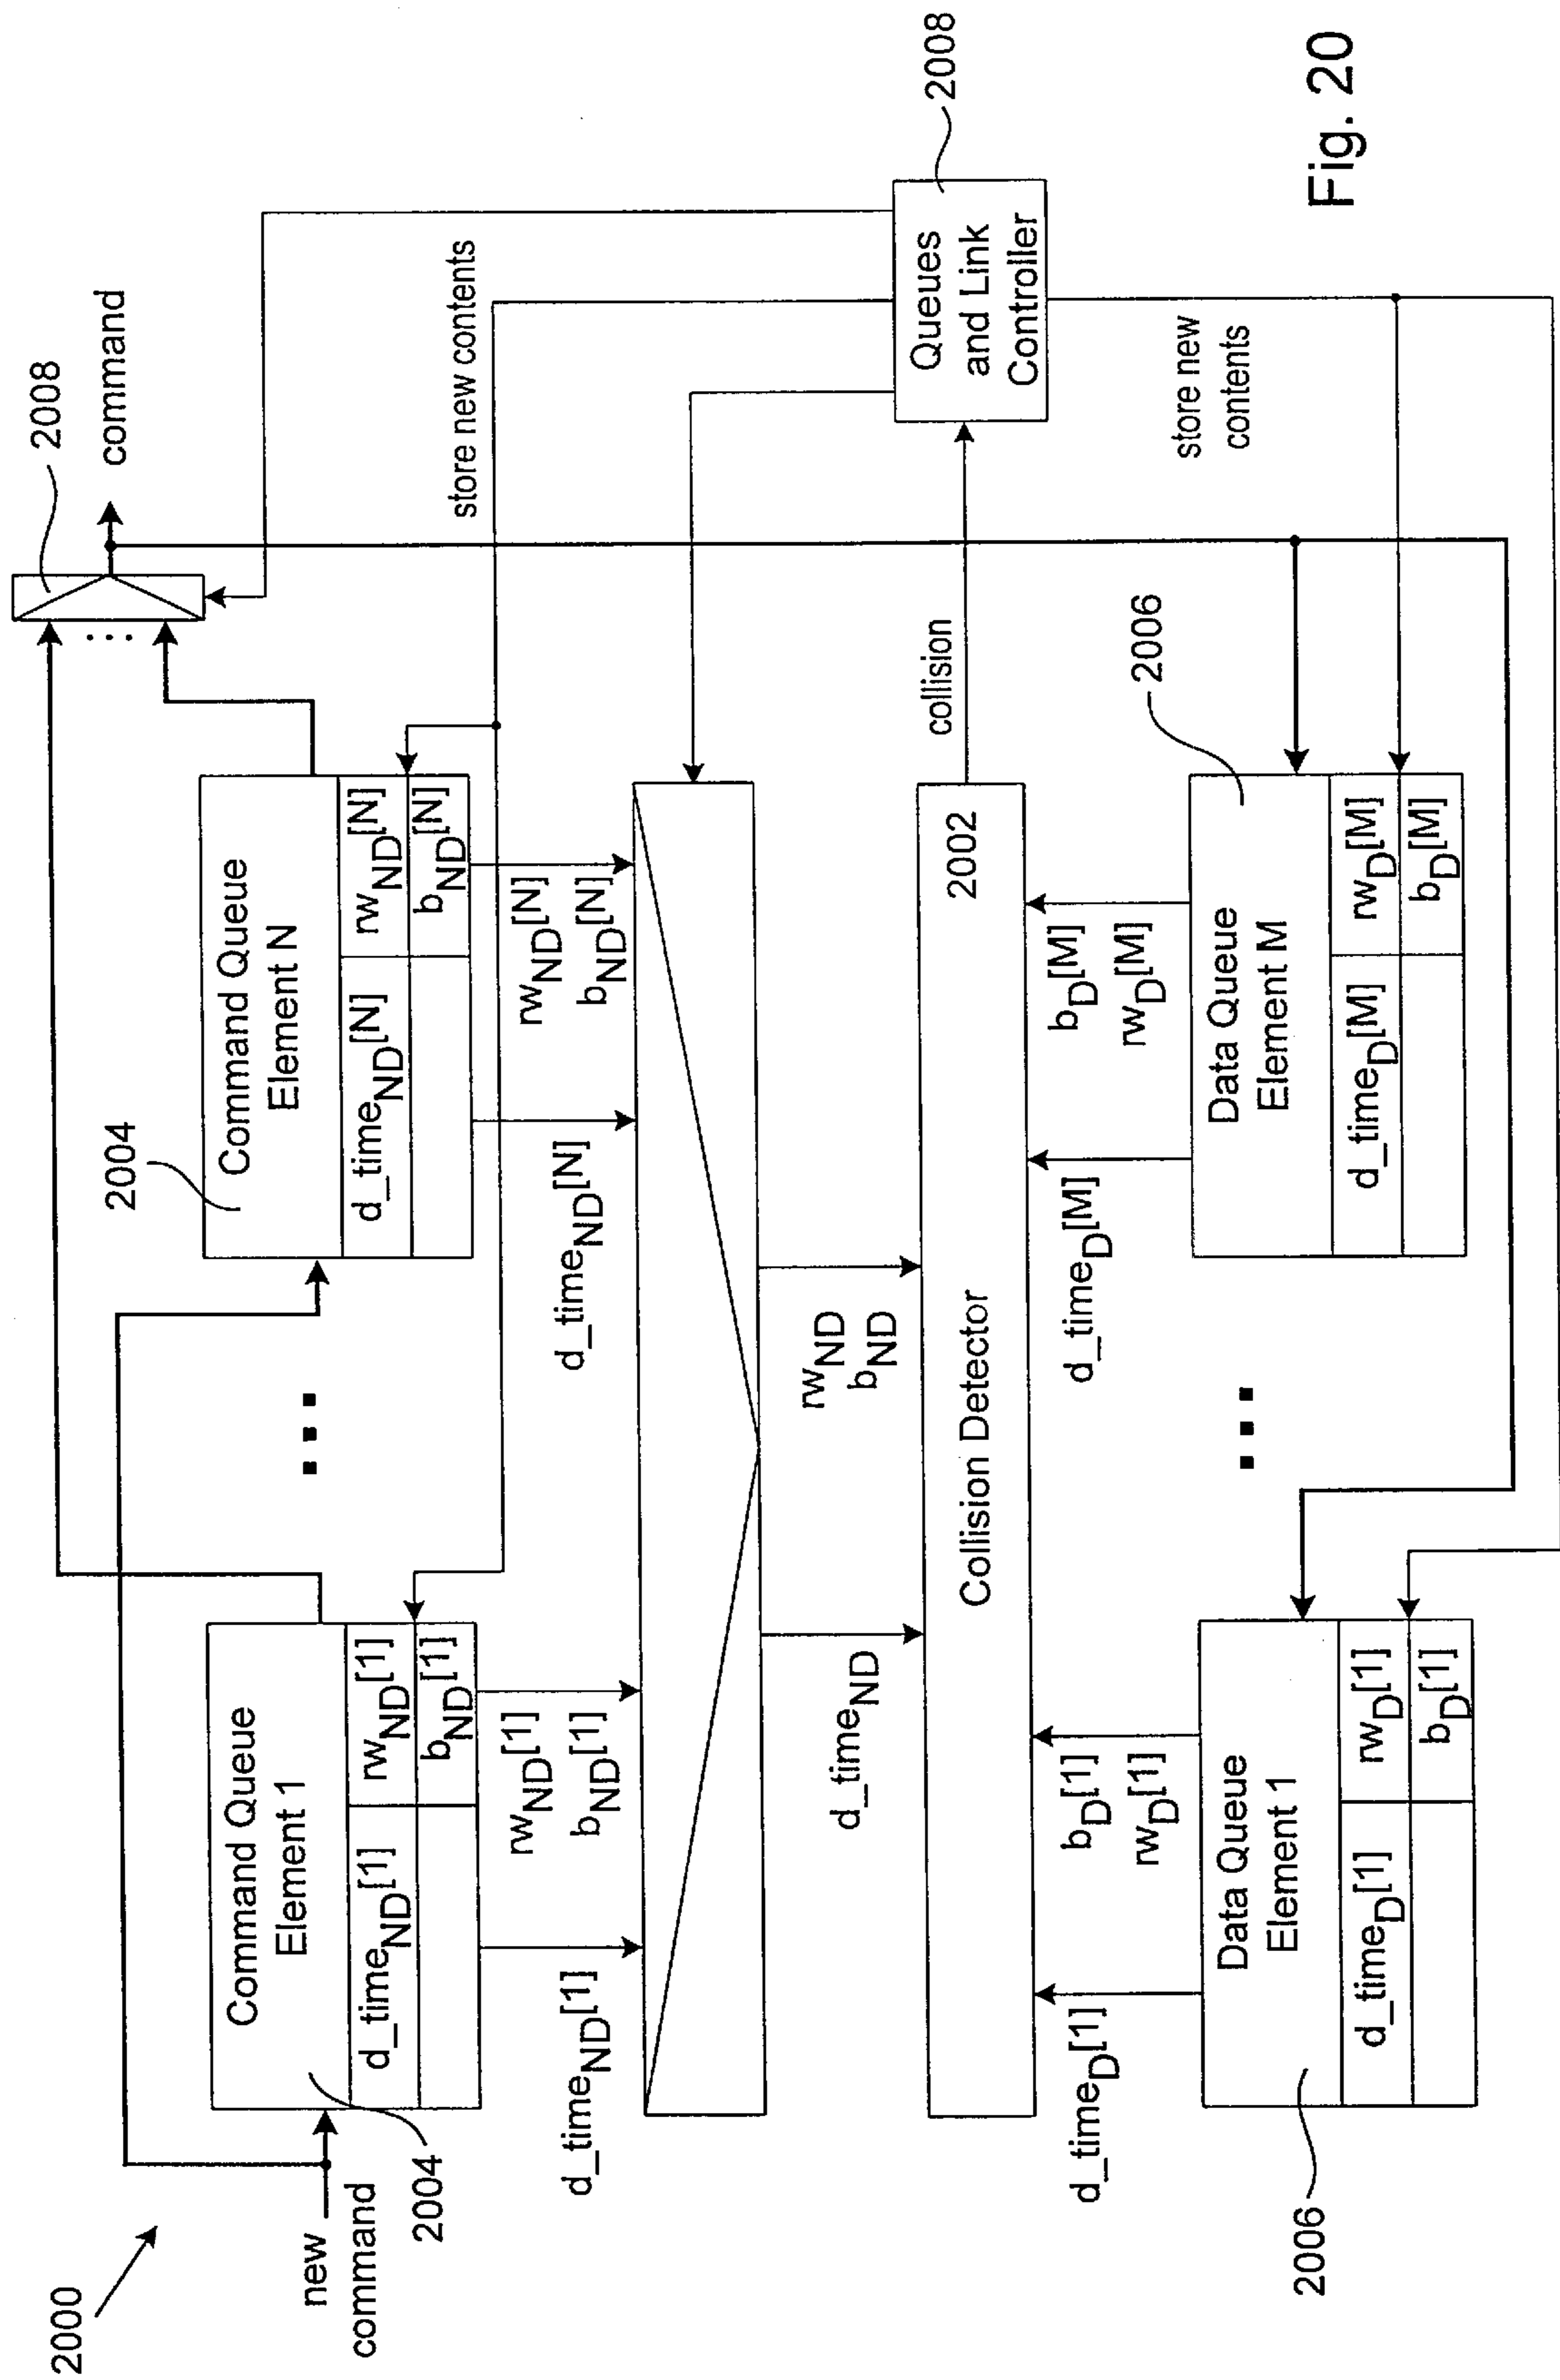 2000
new
command
2004
Command Queue
Element 1
d_timeND[1]
rwND[1]
bND[1]
2004
Command Queue
Element N
d_timeND[N]
rwND[N]
bND[N]
...
2008
command
store new contents
d_timeND[1]
rwND[1]
bND[1]
d_timeND[N]
rwND[N]
bND[N]
d_timeND
rwND
bND
Collision Detector
2002
collision
Queues
and Link
Controller
2008
d_timeD[1]
bD[1]
rwD[1]
d_timeD[M]
bD[M]
rwD[M]
store new
contents
2006
Data Queue
Element 1
d_timeD[1]
rwD[1]
bD[1]
2006
Data Queue
Element M
d_timeD[M]
rwD[M]
bD[M]
Fig. 20